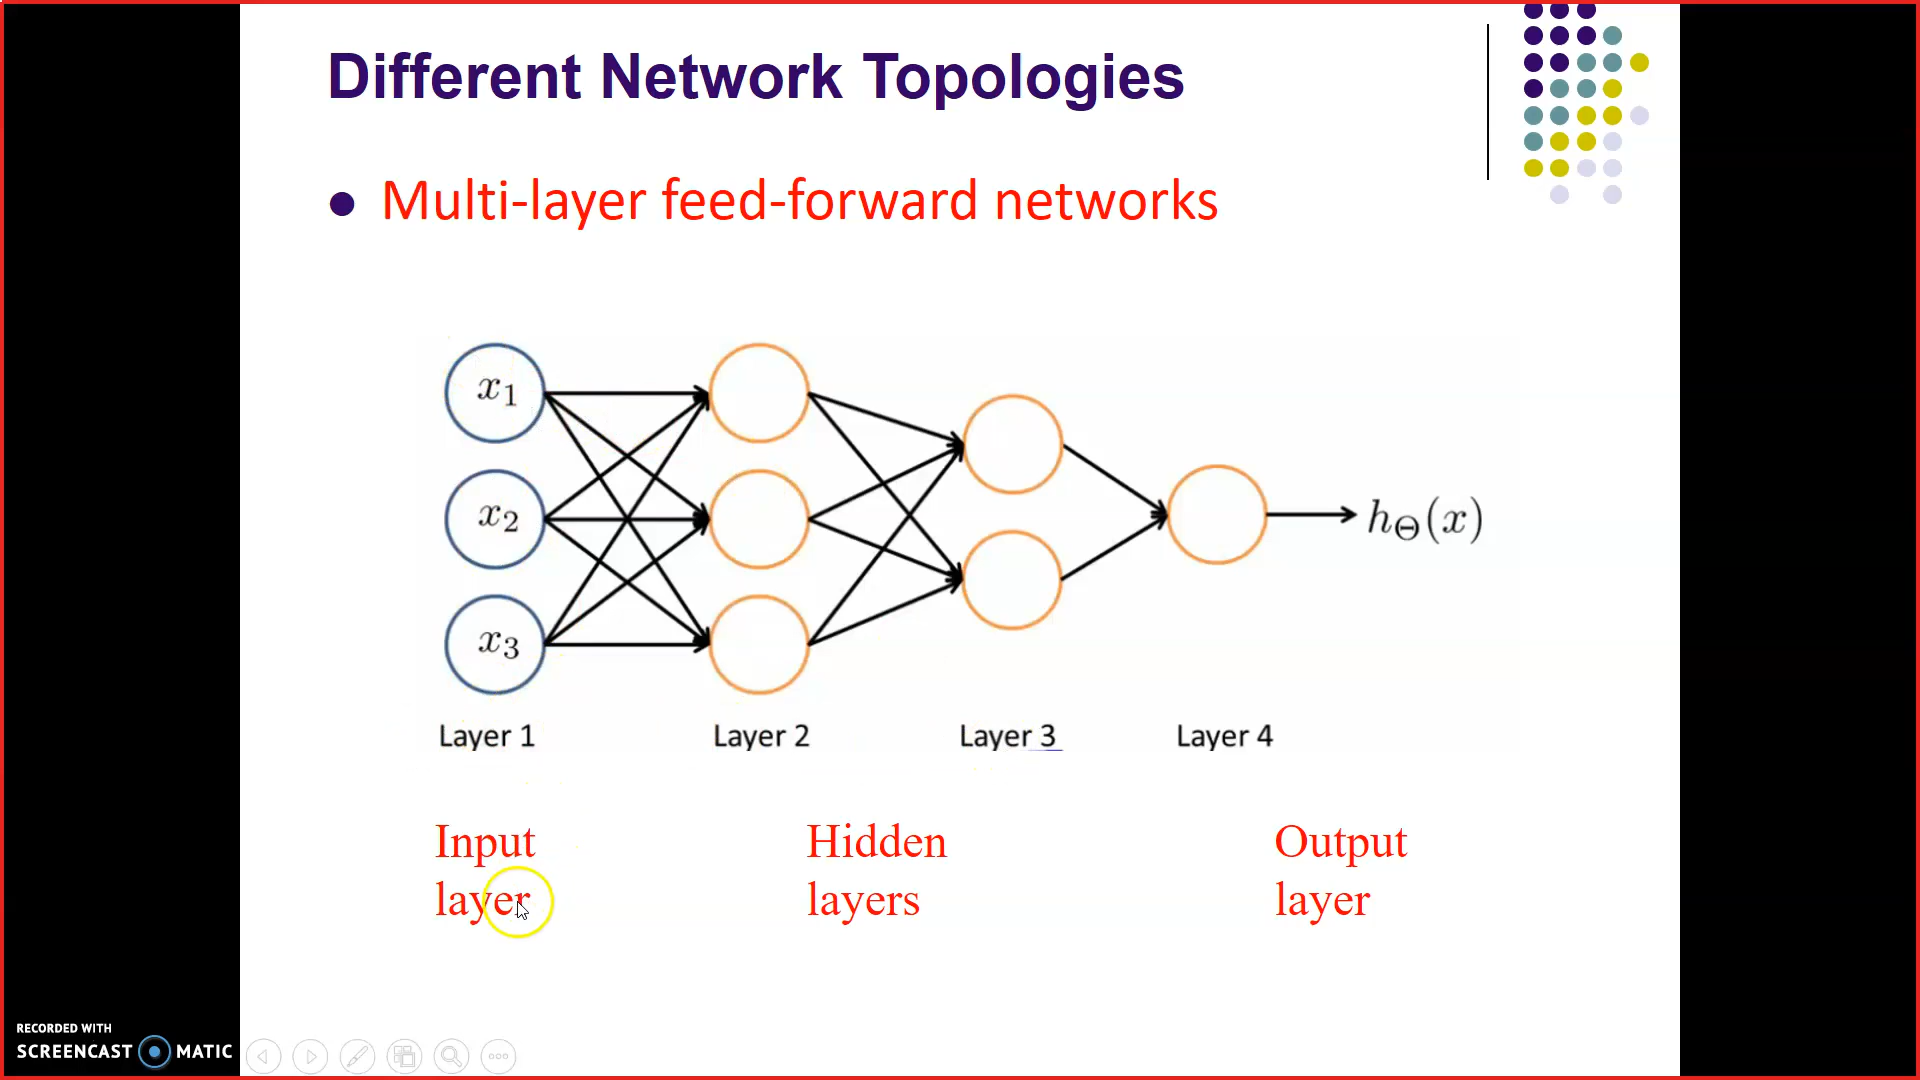 Different Network Topologies
Multi-layer feed-forward networks
x₁
x₂
x₃
h_Θ(x)
Layer 1 Layer 2 Layer 3 Layer 4
Input layer
Hidden layers
Output layer
RECORDED WITH
SCREENCAST MATIC